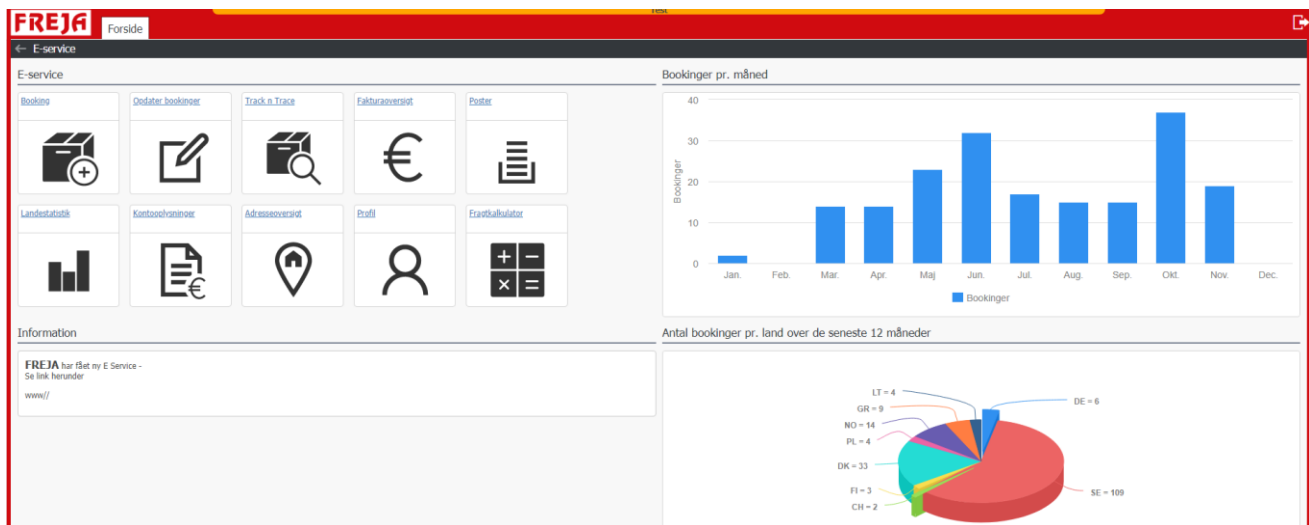 Test
FREJA
Forside
← E-service
E-service
Booking
Opdater bookinger
Track n Trace
Fakturaoversigt
Poster
Landestatistik
Kontooplysninger
Adresseoversigt
Profil
Fragtkalkulator
Information
FREJA har fået ny E Service -
Se link herunder
www//
Bookinger pr. måned
40
30
20
10
0
Bookinger
Jan. Feb. Mar. Apr. Maj Jun. Jul. Aug. Sep. Okt. Nov. Dec.
Bookinger
Antal bookinger pr. land over de seneste 12 måneder
LT = 4
DE = 6
GR = 9
NO = 14
PL = 4
DK = 33
FI = 3
SE = 109
CH = 2